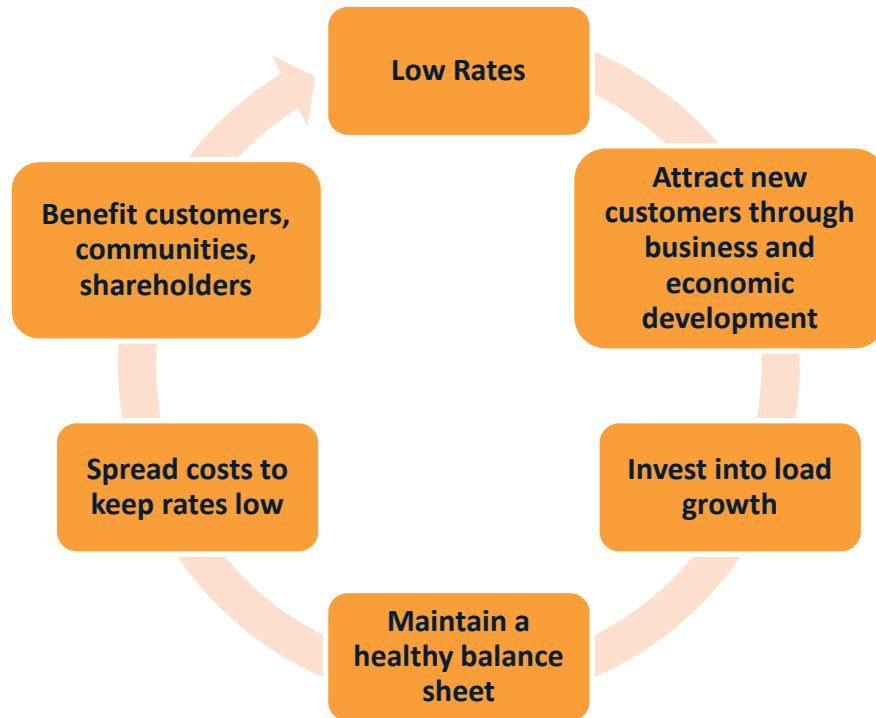 Low Rates
Attract new
customers through
business and
economic
development
Invest into load
growth
Maintain a
healthy balance
sheet
Spread costs to
keep rates low
Benefit customers,
communities,
shareholders